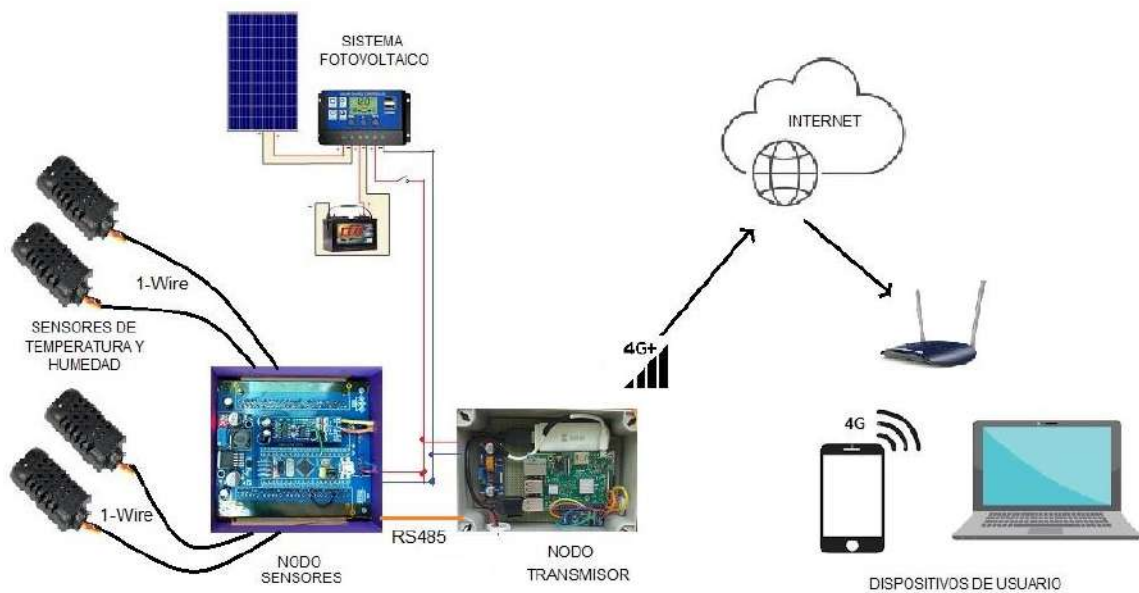 SISTEMA
FOTOVOLTAICO
INTERNET
1-Wire
SENSORES DE
TEMPERATURA Y
HUMEDAD
4G+
4G
1-Wire
RS485
NODO
SENSORES
NODO
TRANSMISOR
DISPOSITIVOS DE USUARIO